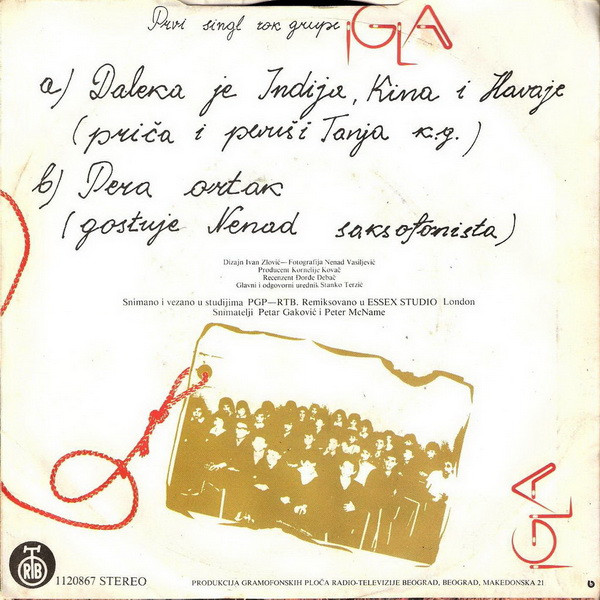 Prvi singl rok grupe IGLA
a) Daleka je Indija, Kina i Havaje
(priča i pevuši Tanja k.g.)
b) Pera ortak
(gostuje Nenad saksofonista)
Dizajn Ivan Zlović—Fotografija Nenad Vasiljević
Producent Kornelije Kovač
Recenzent Đorđe Debač
Glavni i odgovorni urednik Stanko Terzić
Snimano i vezano u studijima PGP—RTB. Remiksovano u ESSEX STUDIO London
Snimatelji Petar Gaković i Peter McName
IGLA
RTB
1120867 STEREO
PRODUKCIJA GRAMOFONSKIH PLOČA RADIO-TELEVIZIJE BEOGRAD, BEOGRAD, MAKEDONSKA 21